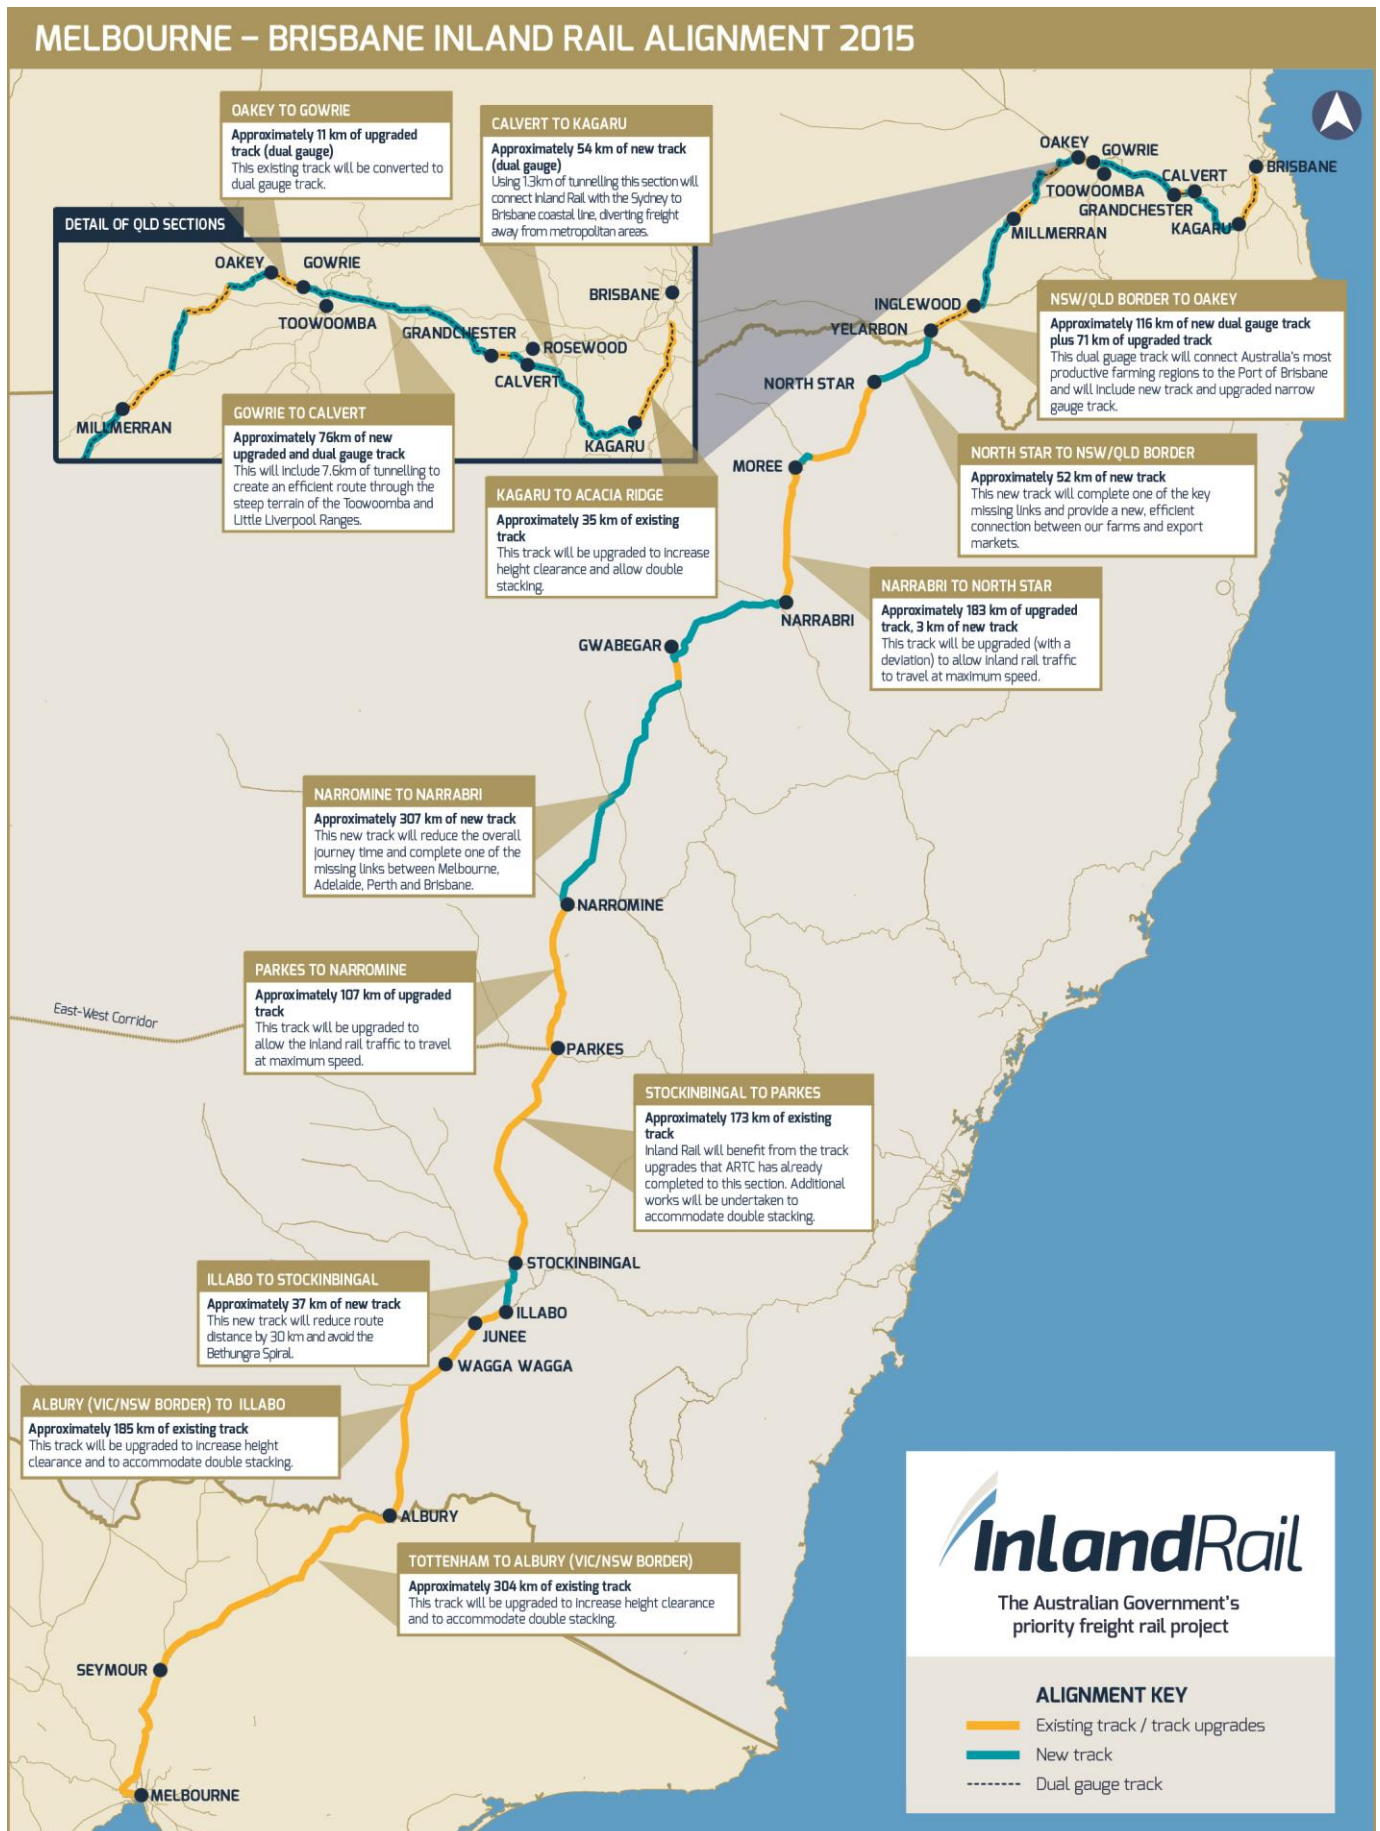 MELBOURNE – BRISBANE INLAND RAIL ALIGNMENT 2015
OAKEY TO GOWRIE
Approximately 11 km of upgraded
track (dual gauge)
This existing track will be converted to
dual gauge track.
CALVERT TO KAGARU
Approximately 54 km of new track
(dual gauge)
Using 1.3km of tunnelling this section will
connect Inland Rail with the Sydney to
Brisbane coastal line, diverting freight
away from metropolitan areas.
OAKEY
GOWRIE
BRISBANE
TOOWOOMBA
CALVERT
GRANDCHESTER
KAGARU
MILLMERRAN
DETAIL OF QLD SECTIONS
OAKEY
GOWRIE
BRISBANE
TOOWOOMBA
GRANDCHESTER
ROSEWOOD
CALVERT
MILLMERRAN
KAGARU
INGLEWOOD
YELARBON
NORTH STAR
NSW/QLD BORDER TO OAKEY
Approximately 116 km of new dual gauge track
plus 71 km of upgraded track
This dual guage track will connect Australia's most
productive farming regions to the Port of Brisbane
and will include new track and upgraded narrow
gauge track.
GOWRIE TO CALVERT
Approximately 76km of new
upgraded and dual gauge track
This will include 7.6km of tunnelling to
create an efficient route through the
steep terrain of the Toowoomba and
Little Liverpool Ranges.
MOREE
NORTH STAR TO NSW/QLD BORDER
Approximately 52 km of new track
This new track will complete one of the key
missing links and provide a new, efficient
connection between our farms and export
markets.
KAGARU TO ACACIA RIDGE
Approximately 35 km of existing
track
This track will be upgraded to increase
height clearance and allow double
stacking.
NARRABRI TO NORTH STAR
Approximately 183 km of upgraded
track, 3 km of new track
This track will be upgraded (with a
deviation) to allow inland rail traffic
to travel at maximum speed.
NARRABRI
GWABEGAR
NARROMINE TO NARRABRI
Approximately 307 km of new track
This new track will reduce the overall
journey time and complete one of the
missing links between Melbourne,
Adelaide, Perth and Brisbane.
NARROMINE
PARKES TO NARROMINE
Approximately 107 km of upgraded
track
This track will be upgraded to
allow the inland rail traffic to travel
at maximum speed.
East-West Corridor
PARKES
STOCKINBINGAL TO PARKES
Approximately 173 km of existing
track
Inland Rail will benefit from the track
upgrades that ARTC has already
completed to this section. Additional
works will be undertaken to
accommodate double stacking.
STOCKINBINGAL
ILLABO TO STOCKINBINGAL
Approximately 37 km of new track
This new track will reduce route
distance by 30 km and avoid the
Bethungra Spiral.
ILLABO
JUNEE
WAGGA WAGGA
ALBURY (VIC/NSW BORDER) TO ILLABO
Approximately 185 km of existing track
This track will be upgraded to increase height
clearance and to accommodate double stacking.
ALBURY
TOTTENHAM TO ALBURY (VIC/NSW BORDER)
Approximately 304 km of existing track
This track will be upgraded to increase height clearance
and to accommodate double stacking.
SEYMOUR
MELBOURNE
InlandRail
The Australian Government's
priority freight rail project
ALIGNMENT KEY
Existing track / track upgrades
New track
Dual gauge track